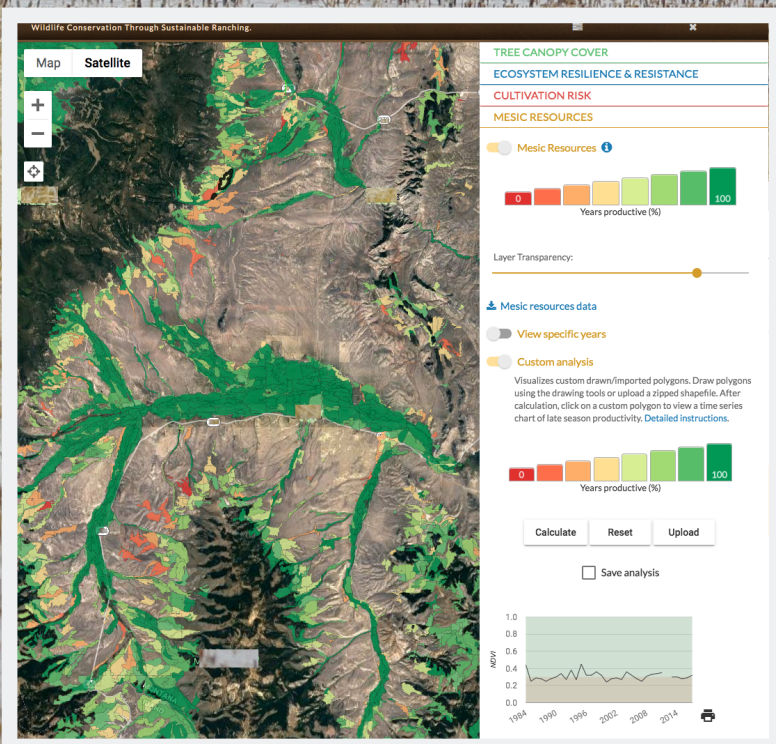 Wildlife Conservation Through Sustainable Ranching.
Map Satellite
TREE CANOPY COVER
ECOSYSTEM RESILIENCE & RESISTANCE
CULTIVATION RISK
MESIC RESOURCES
Mesic Resources
0 100
Years productive (%)
Layer Transparency:
Mesic resources data
View specific years
Custom analysis
Visualizes custom drawn/imported polygons. Draw polygons
using the drawing tools or upload a zipped shapefile. After
calculation, click on a custom polygon to view a time series
chart of late season productivity. Detailed instructions.
0 100
Years productive (%)
Calculate Reset Upload
Save analysis
1.0
0.8
0.6
0.4
0.2
0.0
NDVI
1984 1990 1996 2002 2008 2014